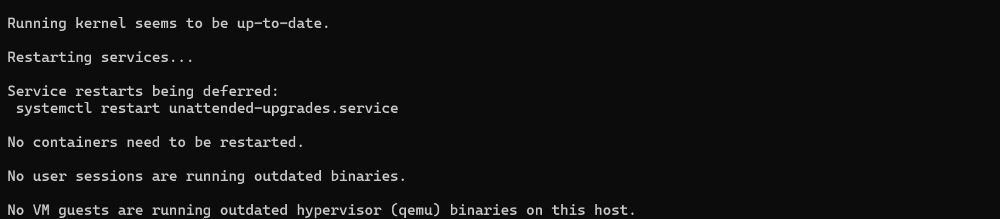 Running kernel seems to be up-to-date.
Restarting services...
Service restarts being deferred:
systemctl restart unattended-upgrades.service
No containers need to be restarted.
No user sessions are running outdated binaries.
No VM guests are running outdated hypervisor (qemu) binaries on this host.